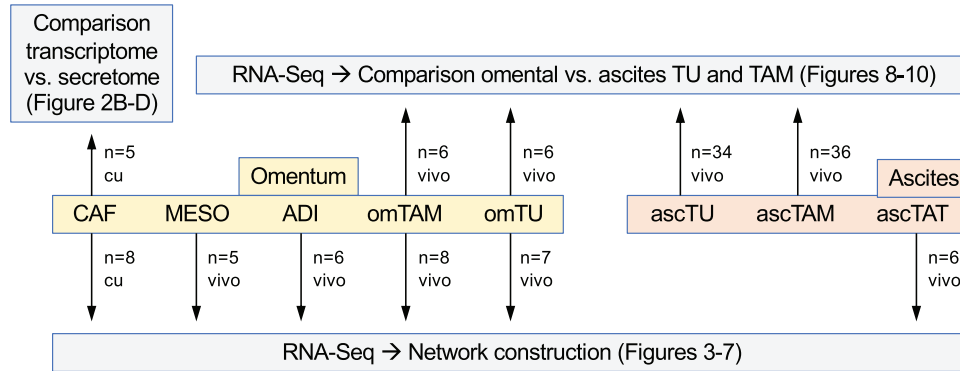 Comparison
transcriptome
vs. secretome
(Figure 2B-D)
RNA-Seq → Comparison omental vs. ascites TU and TAM (Figures 8-10)
n=5
cu
n=6
vivo
n=6
vivo
n=34
vivo
n=36
vivo
Omentum
Ascites
CAF MESO ADI omTAM omTU
ascTU ascTAM ascTAT
n=8
cu
n=5
vivo
n=6
vivo
n=8
vivo
n=7
vivo
n=6
vivo
RNA-Seq → Network construction (Figures 3-7)